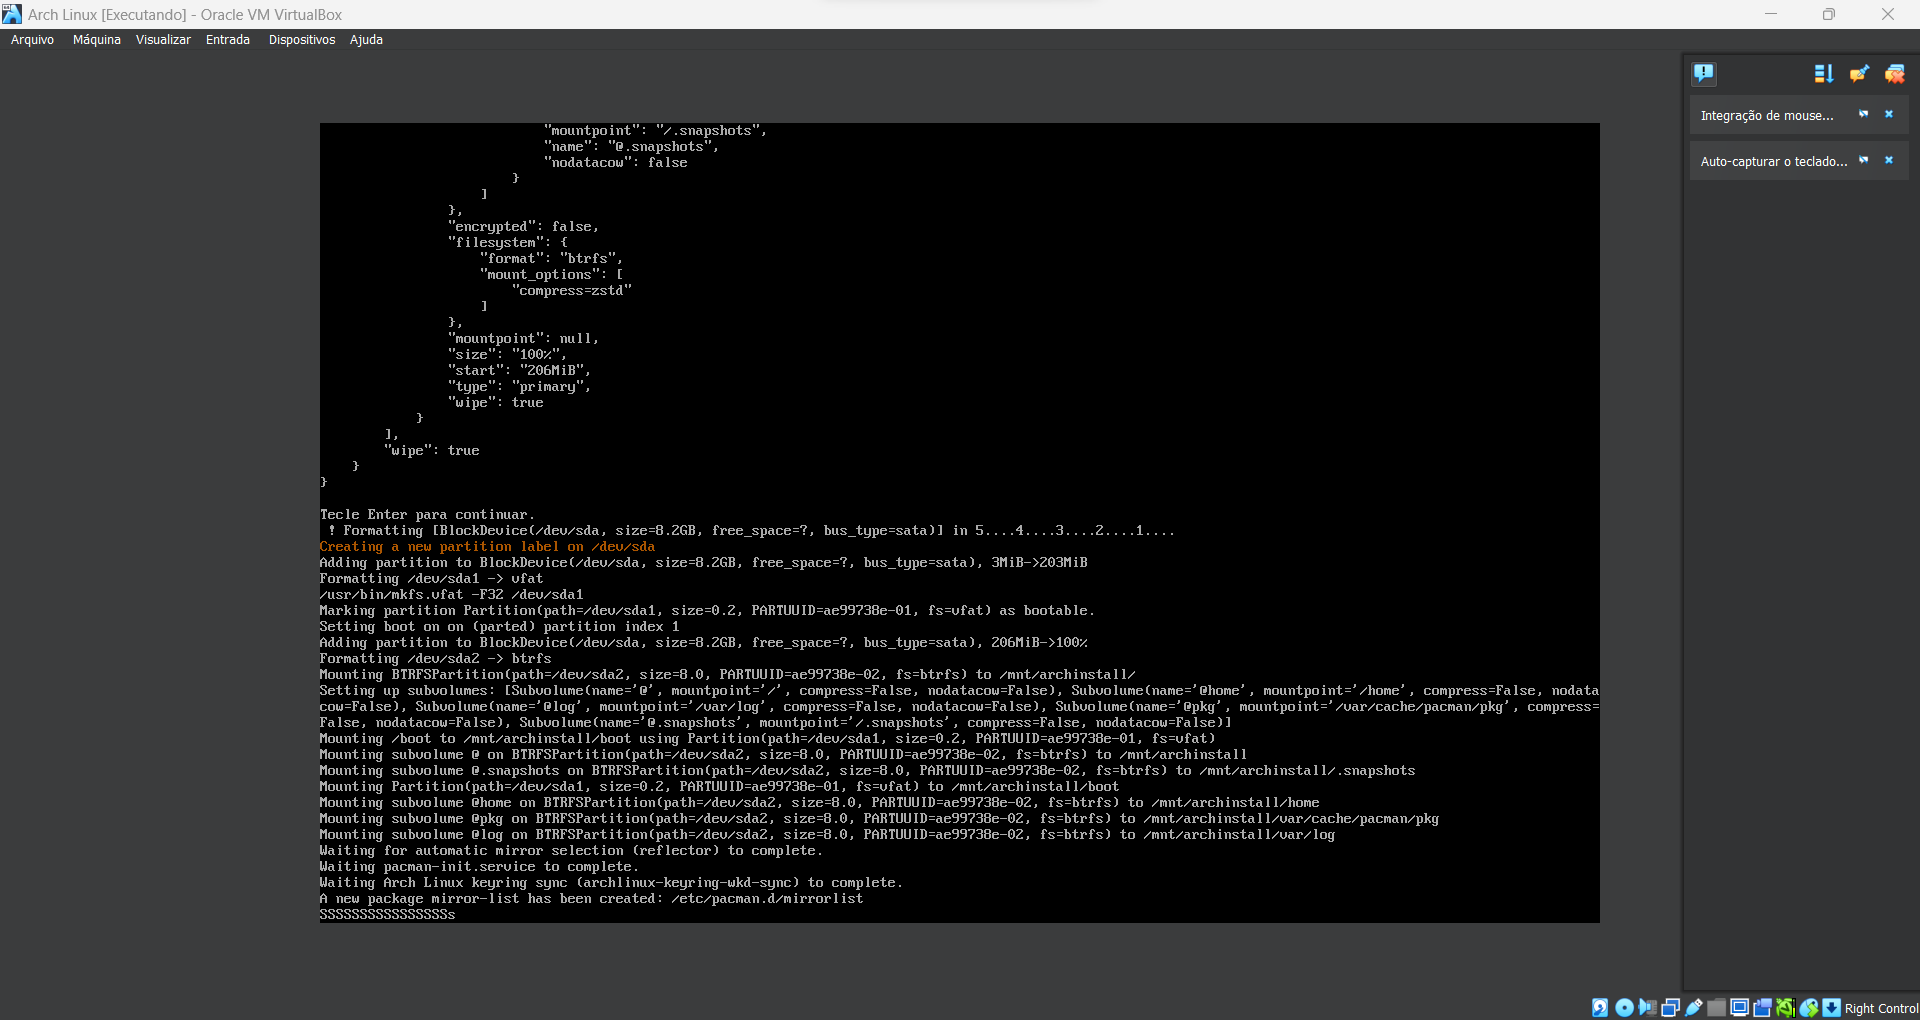 Arch Linux [Executando] - Oracle VM VirtualBox
Arquivo Máquina Visualizar Entrada Dispositivos Ajuda
Integração de mouse...
Auto-capturar o teclado...
"mountpoint": "/.snapshots",
"name": "@.snapshots",
"nodatacow": false
}
]
},
"encrypted": false,
"filesystem": {
"format": "btrfs",
"mount_options": [
"compress=zstd"
]
},
"mountpoint": null,
"size": "100%",
"start": "206MiB",
"type": "primary",
"wipe": true
}
],
"wipe": true
}
}
Tecle Enter para continuar.
! Formatting [BlockDevice(/dev/sda, size=8.2GB, free_space=?, bus_type=sata)] in 5....4....3....2....1....
Creating a new partition label on /dev/sda
Adding partition to BlockDevice(/dev/sda, size=8.2GB, free_space=?, bus_type=sata), 3MiB->203MiB
Formatting /dev/sda1 -> vfat
/usr/bin/mkfs.vfat -F32 /dev/sda1
Marking partition Partition(path=/dev/sda1, size=0.2, PARTUUID=ae99738e-01, fs=vfat) as bootable.
Setting boot on on (parted) partition index 1
Adding partition to BlockDevice(/dev/sda, size=8.2GB, free_space=?, bus_type=sata), 206MiB->100%
Formatting /dev/sda2 -> btrfs
Mounting BTRFSPartition(path=/dev/sda2, size=8.0, PARTUUID=ae99738e-02, fs=btrfs) to /mnt/archinstall/
Setting up subvolumes: [Subvolume(name='@', mountpoint='/', compress=False, nodatacow=False), Subvolume(name='@home', mountpoint='/home', compress=False, nodata
cow=False), Subvolume(name='@log', mountpoint='/var/log', compress=False, nodatacow=False), Subvolume(name='@pkg', mountpoint='/var/cache/pacman/pkg', compress=
False, nodatacow=False), Subvolume(name='@.snapshots', mountpoint='/.snapshots', compress=False, nodatacow=False)]
Mounting /boot to /mnt/archinstall/boot using Partition(path=/dev/sda1, size=0.2, PARTUUID=ae99738e-01, fs=vfat)
Mounting subvolume @ on BTRFSPartition(path=/dev/sda2, size=8.0, PARTUUID=ae99738e-02, fs=btrfs) to /mnt/archinstall
Mounting subvolume @.snapshots on BTRFSPartition(path=/dev/sda2, size=8.0, PARTUUID=ae99738e-02, fs=btrfs) to /mnt/archinstall/.snapshots
Mounting Partition(path=/dev/sda1, size=0.2, PARTUUID=ae99738e-01, fs=vfat) to /mnt/archinstall/boot
Mounting subvolume @home on BTRFSPartition(path=/dev/sda2, size=8.0, PARTUUID=ae99738e-02, fs=btrfs) to /mnt/archinstall/home
Mounting subvolume @pkg on BTRFSPartition(path=/dev/sda2, size=8.0, PARTUUID=ae99738e-02, fs=btrfs) to /mnt/archinstall/var/cache/pacman/pkg
Mounting subvolume @log on BTRFSPartition(path=/dev/sda2, size=8.0, PARTUUID=ae99738e-02, fs=btrfs) to /mnt/archinstall/var/log
Waiting for automatic mirror selection (reflector) to complete.
Waiting pacman-init.service to complete.
Waiting Arch Linux keyring sync (archlinux-keyring-wkd-sync) to complete.
A new package mirror-list has been created: /etc/pacman.d/mirrorlist
SSSSSSSSSSSSSSSSs
Right Control